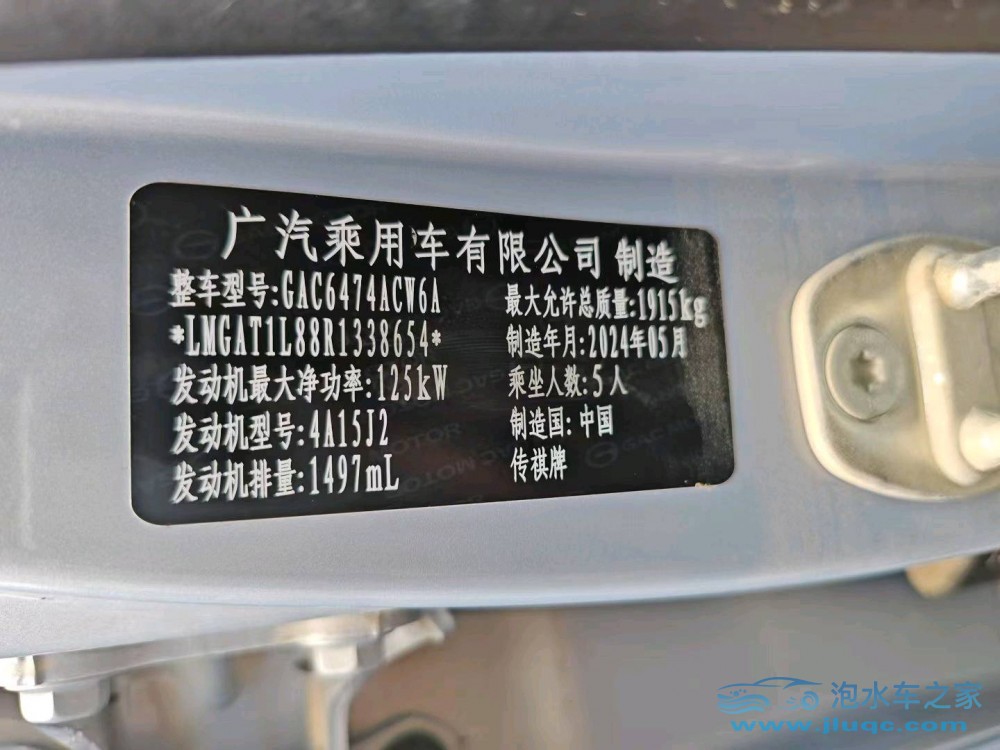 广汽乘用车有限公司 制造
整车型号:GAC6474ACW6A
*LMGAT1L88R1338654*
发动机最大净功率:125kW
发动机型号:4A15J2
发动机排量:1497mL
最大允许总质量:1915kg
制造年月:2024年05月
乘坐人数:5人
制造国:中国
传祺牌
泡水车之家
www.jluqc.com